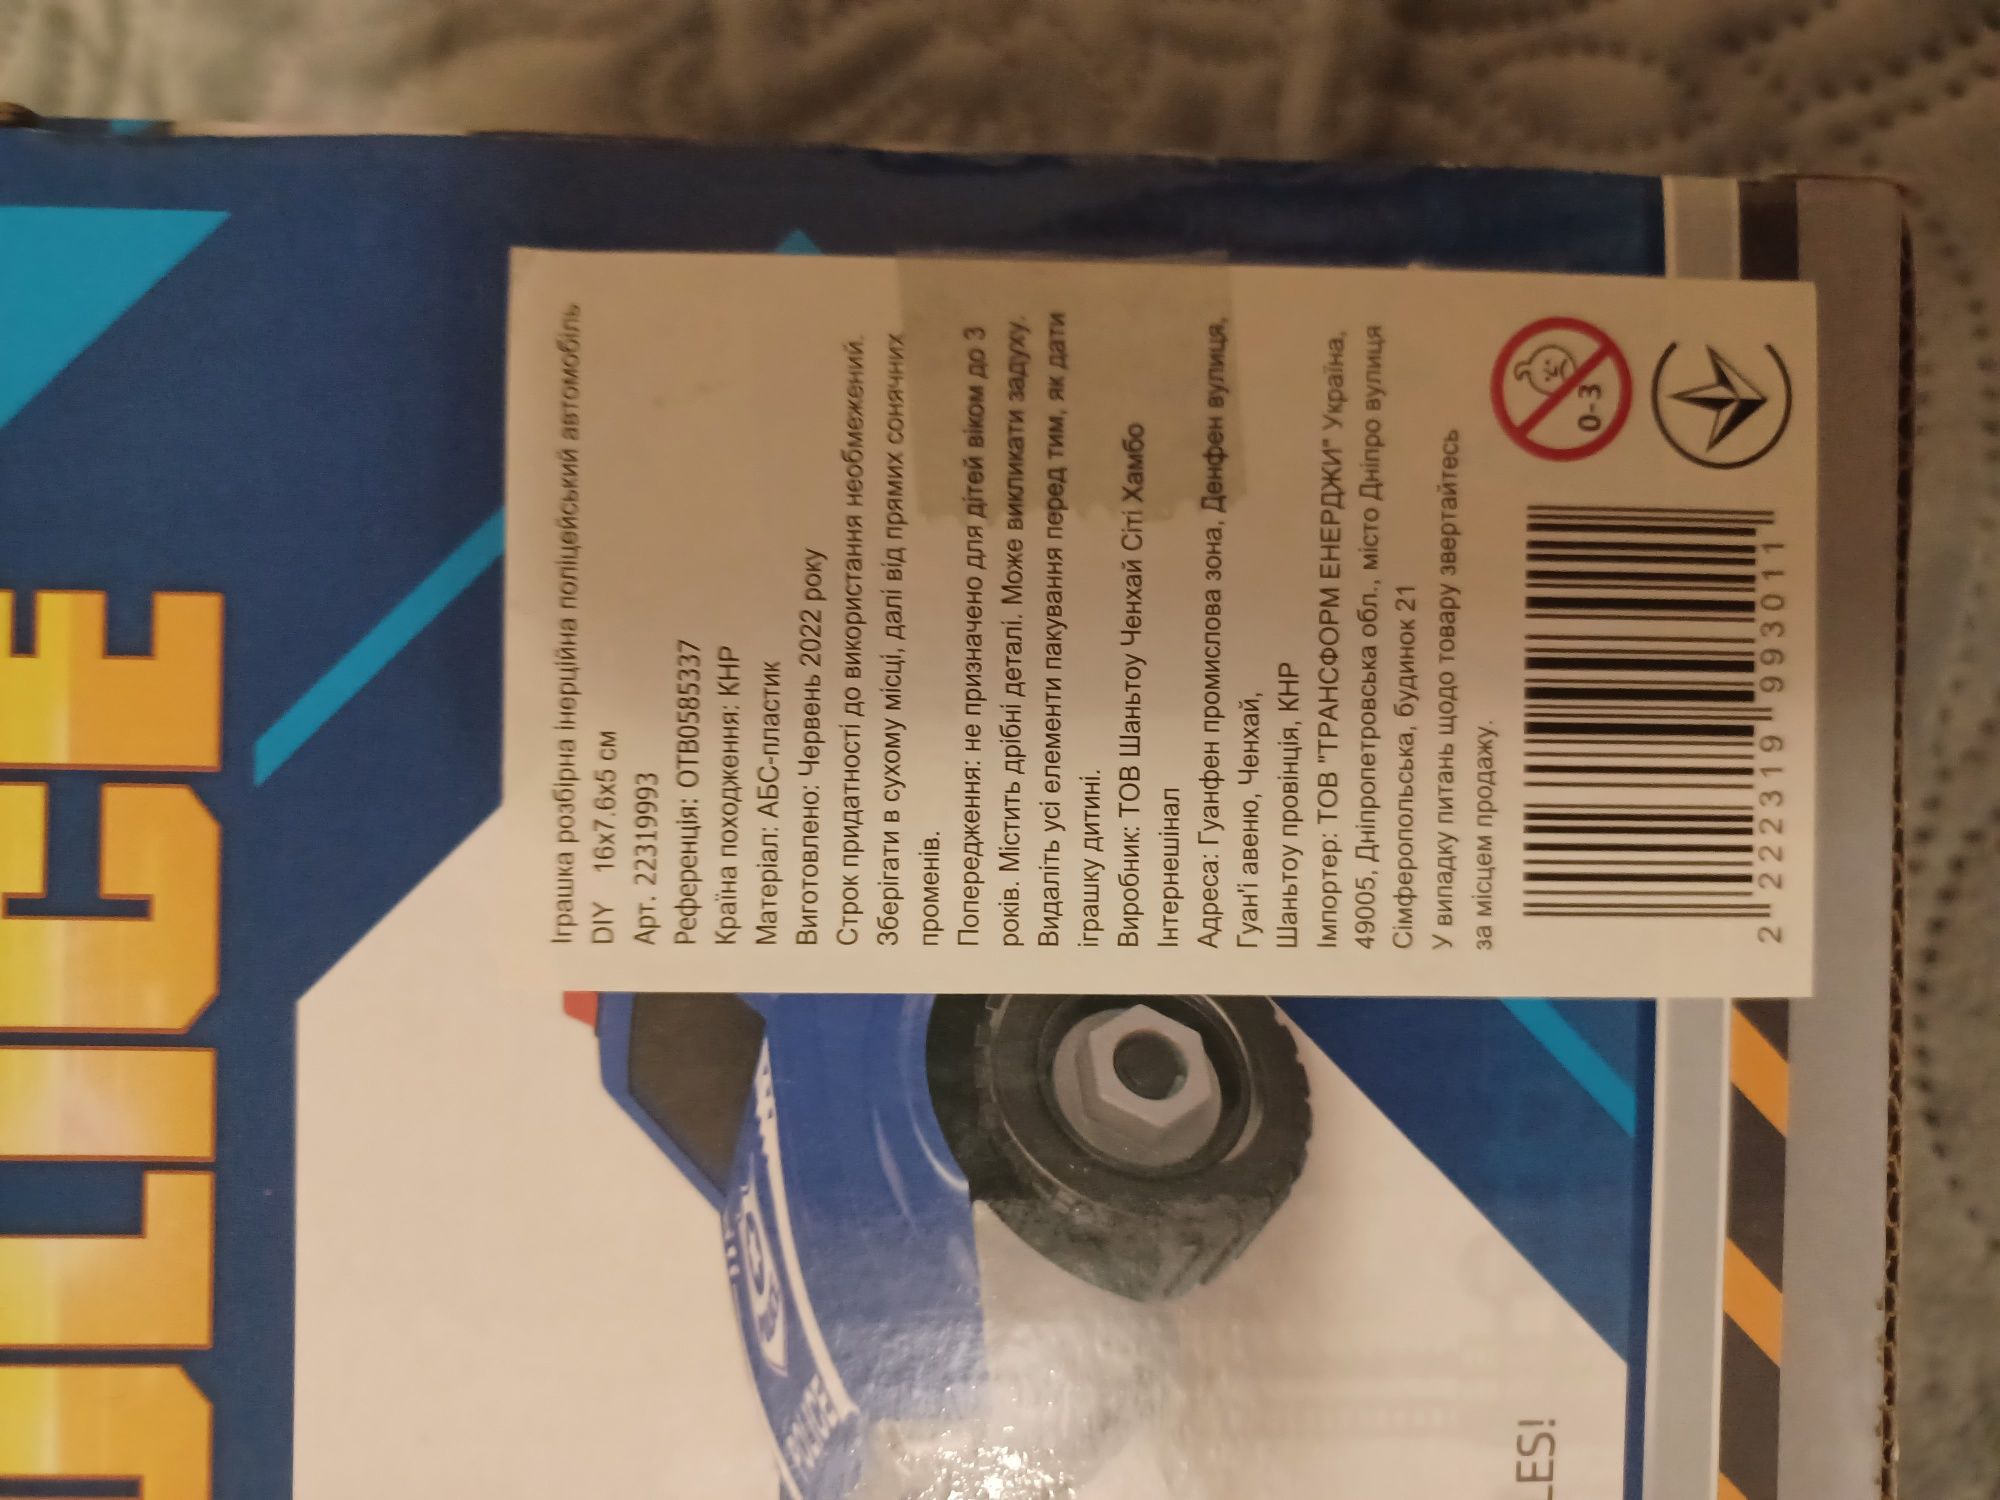 Іграшка розбірна інерційна поліцейський автомобіль
DIY 16x7.6x5 см
Арт. 22319993
Референція: OTB0585337
Країна походження: КНР
Матеріал: АБС-пластик
Виготовлено: Червень 2022 року
Строк придатності до використання необмежений.
Зберігати в сухому місці, далі від прямих сонячних
променів.
Попередження: не призначено для дітей віком до 3
років. Містить дрібні деталі. Може викликати задуху.
Видаліть усі елементи пакування перед тим, як дати
іграшку дитині.
Виробник: ТОВ Шаньтоу Ченхай Сіті Хамбо
Інтернешінал
Адреса: Гуанфен промислова зона, Денфен вулиця,
Гуан'і авеню, Ченхай,
Шаньтоу провінція, КНР
Імпортер: ТОВ "ТРАНСФОРМ ЕНЕРДЖИ" Україна,
49005, Дніпропетровська обл., місто Дніпро вулиця
Сімферопольська, будинок 21
У випадку питань щодо товару звертайтесь
за місцем продажу.
2 222319 993011
0-3
POLICE